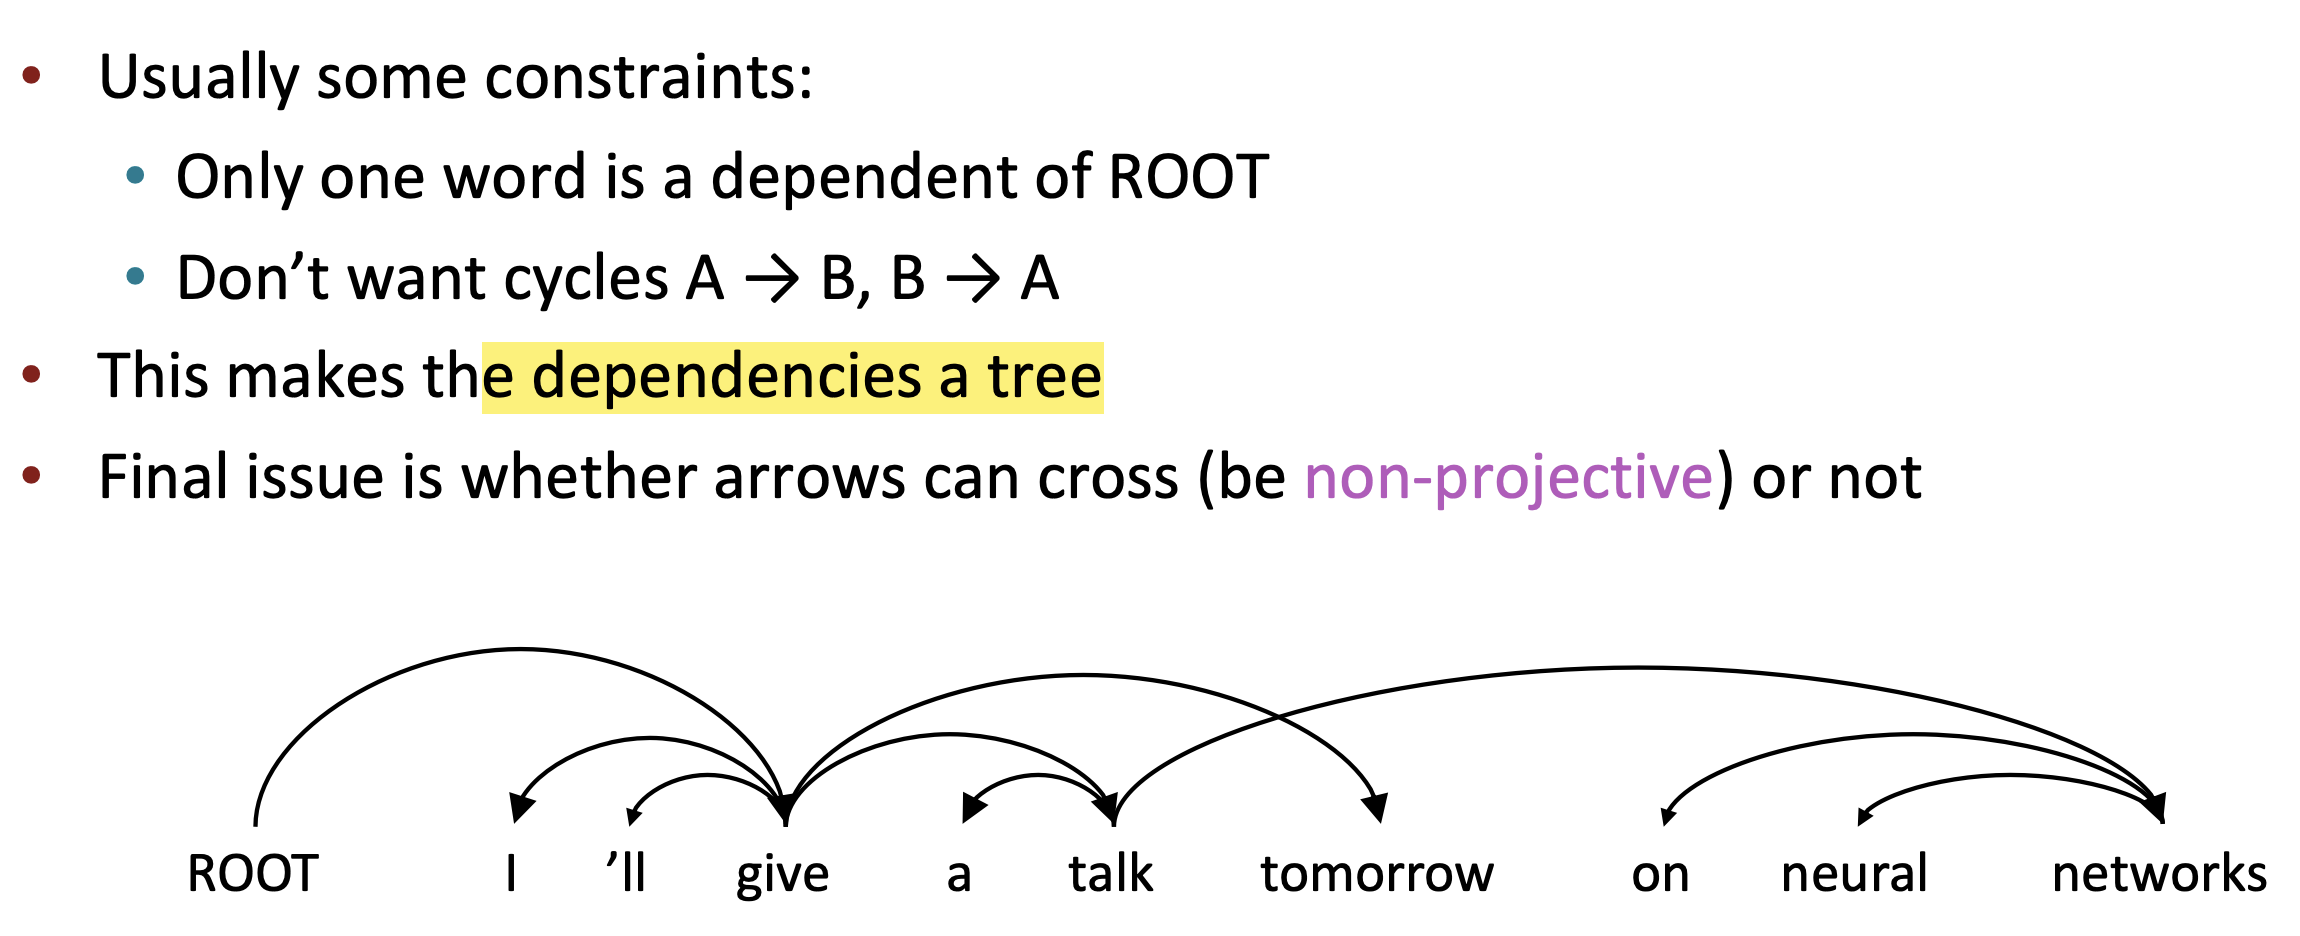 • Usually some constraints:
• Only one word is a dependent of ROOT
• Don’t want cycles A → B, B → A
• This makes the dependencies a tree
• Final issue is whether arrows can cross (be non-projective) or not
ROOT I ’ll give a talk tomorrow on neural networks